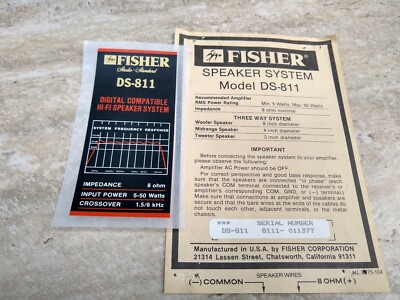 FISHER
Studio-Standard
DS-811
DIGITAL COMPATIBLE
HI-FI SPEAKER SYSTEM
SYSTEM FREQUENCY RESPONSE
IMPEDANCE 8 ohm
INPUT POWER 5-50 Watts
CROSSOVER 1.5/6 kHz
FISHER
SPEAKER SYSTEM
Model DS-811
Recommended Amplifier
RMS Power Rating Min. 5 Watts, Max. 50 Watts
Impedance 8 ohms nominal
THREE WAY SYSTEM
Woofer Speaker 8 inch diameter
Midrange Speaker 4 inch diameter
Tweeter Speaker 3 inch diameter
IMPORTANT
Before connecting the speaker system to your amplifier,
please observe the following:
Amplifier AC Power should be OFF.
For correct perspective and good bass response, make
sure that the speakers are connected "in phase" (each
speaker's COM terminal connected to the receiver's or
amplifier's corresponding COM, GND, or (−) terminal.)
Make sure that connections at amplifier and speakers are
secure and that the bare wires at the ends of the cables do
not touch each other, adjacent terminals, or the metal
chassis.
*** SERIAL NUMBER
DS-811 8111- 011377
Manufactured in U.S.A. by FISHER CORPORATION
21314 Lassen Street, Chatsworth, California 91311
SPEAKER WIRES
(−) COMMON 8 OHM (+)